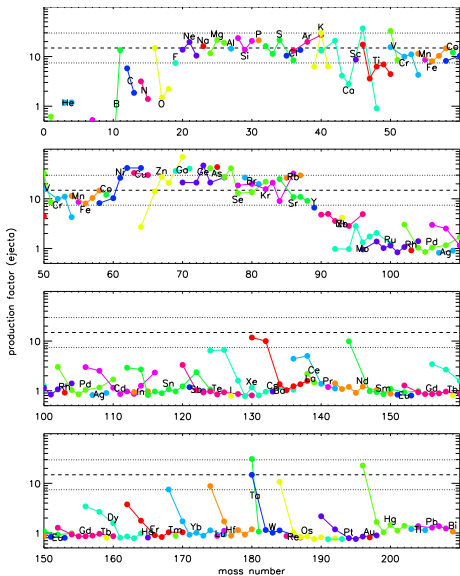 10
1
H
He
B
C
N
O
F
Ne
Na
Mg
Al
Si
P
S
Cl
Ar
K
Ca
Sc
Ti
V
Cr
Mn
Fe
Co
0 10 20 30 40 50
10
1
V
Cr
Mn
Fe
Co
Ni
Cu
Zn
Ga
Ge
As
Se
Br
Kr
Rb
Sr
Y
Nb
Mo
Ru
Rh
Pd
Ag
50 60 70 80 90 100
production factor (ejecta)
10
1
Rh
Pd
Ag
Cd
In
Sn
Sb
Te
I
Xe
Cs
Ba
La
Ce
Pr
Nd
Sm
Eu
Gd
Tb
100 110 120 130 140 150
10
1
Eu
Gd
Tb
Dy
Ho
Er
Tm
Yb
Lu
Hf
Ta
W
Re
Os
Ir
Pt
Au
Hg
Tl
Pb
Bi
150 160 170 180 190 200
mass number